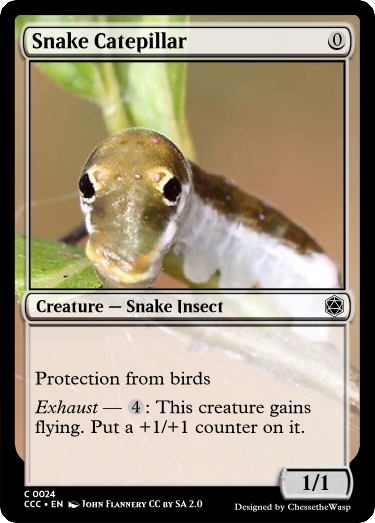 Snake Catepillar 0
Creature — Snake Insect
Protection from birds
Exhaust — 4: This creature gains
flying. Put a +1/+1 counter on it.
1/1
C 0024
CCC • EN John Flannery CC by SA 2.0
Designed by ChessetheWasp